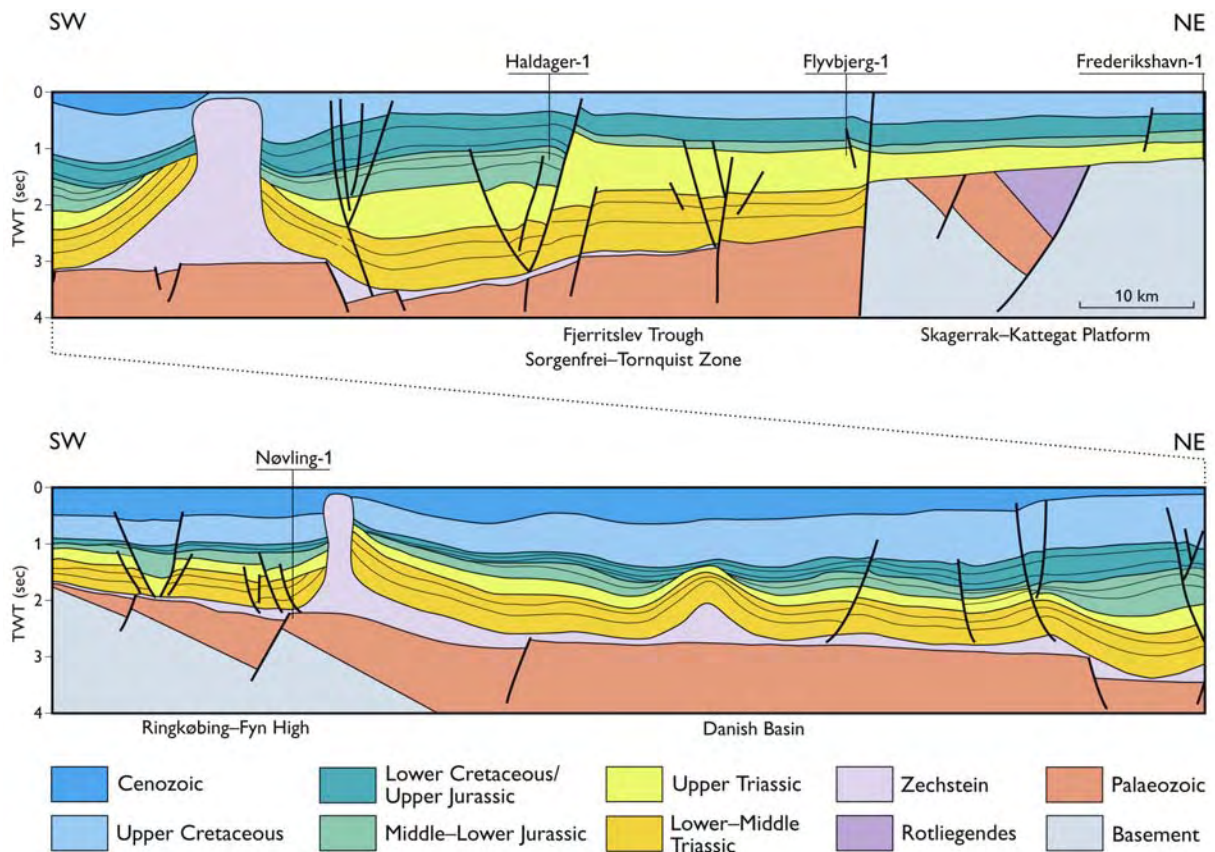 SW
NE
Haldager-1
Flyvbjerg-1
Frederikshavn-1
0
1
2
3
4
TWT (sec)
10 km
Fjerritslev Trough
Sorgenfrei–Tornquist Zone
Skagerrak–Kattegat Platform
SW
NE
Nøvling-1
0
1
2
3
4
TWT (sec)
Ringkøbing–Fyn High
Danish Basin
Cenozoic
Lower Cretaceous/
Upper Jurassic
Upper Triassic
Zechstein
Palaeozoic
Upper Cretaceous
Middle–Lower Jurassic
Lower–Middle
Triassic
Rotliegendes
Basement